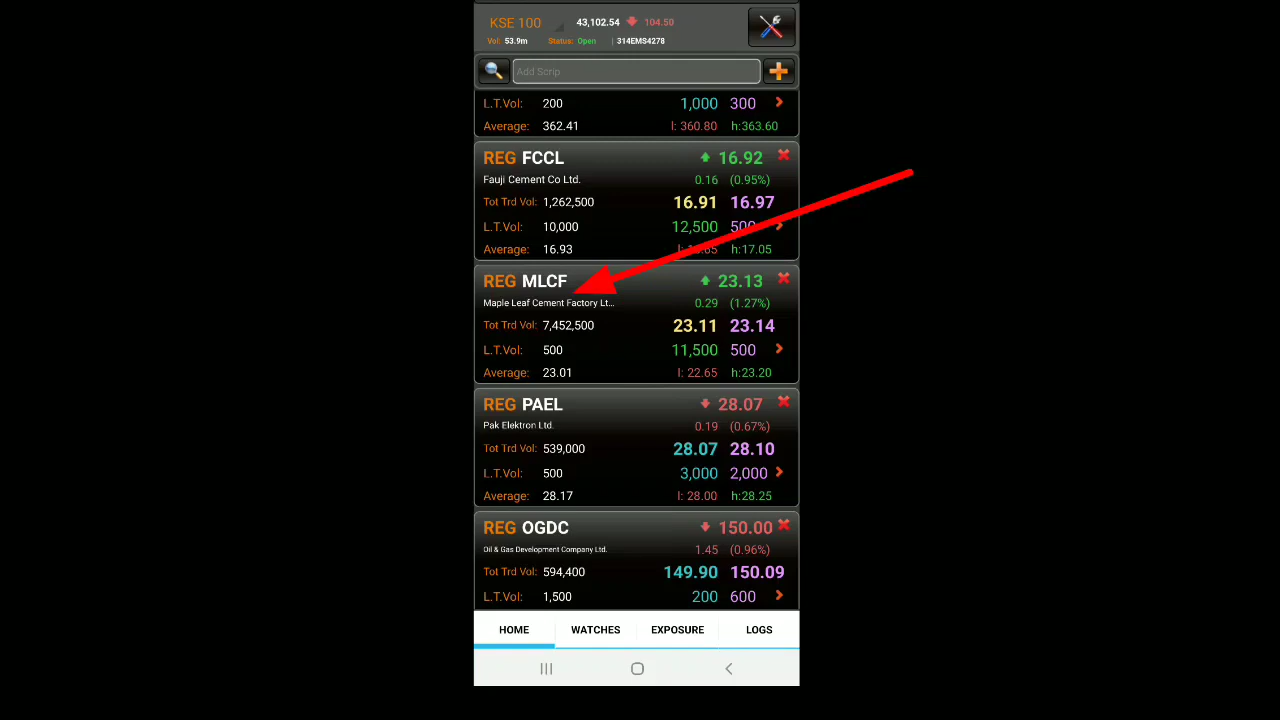 KSE 100 43,102.54 104.50
Vol: 53.9m Status: Open | 314EMS4278
Add Scrip
L.T.Vol: 200 1,000 300
Average: 362.41 l: 360.80 h:363.60
REG FCCL 16.92
Fauji Cement Co Ltd. 0.16 (0.95%)
Tot Trd Vol: 1,262,500 16.91 16.97
L.T.Vol: 10,000 12,500 500
Average: 16.93 h:17.05
REG MLCF 23.13
Maple Leaf Cement Factory Lt... 0.29 (1.27%)
Tot Trd Vol: 7,452,500 23.11 23.14
L.T.Vol: 500 11,500 500
Average: 23.01 l: 22.65 h:23.20
REG PAEL 28.07
Pak Elektron Ltd. 0.19 (0.67%)
Tot Trd Vol: 539,000 28.07 28.10
L.T.Vol: 500 3,000 2,000
Average: 28.17 l: 28.00 h:28.25
REG OGDC 150.00
Oil & Gas Development Company Ltd. 1.45 (0.96%)
Tot Trd Vol: 594,400 149.90 150.09
L.T.Vol: 1,500 200 600
HOME WATCHES EXPOSURE LOGS